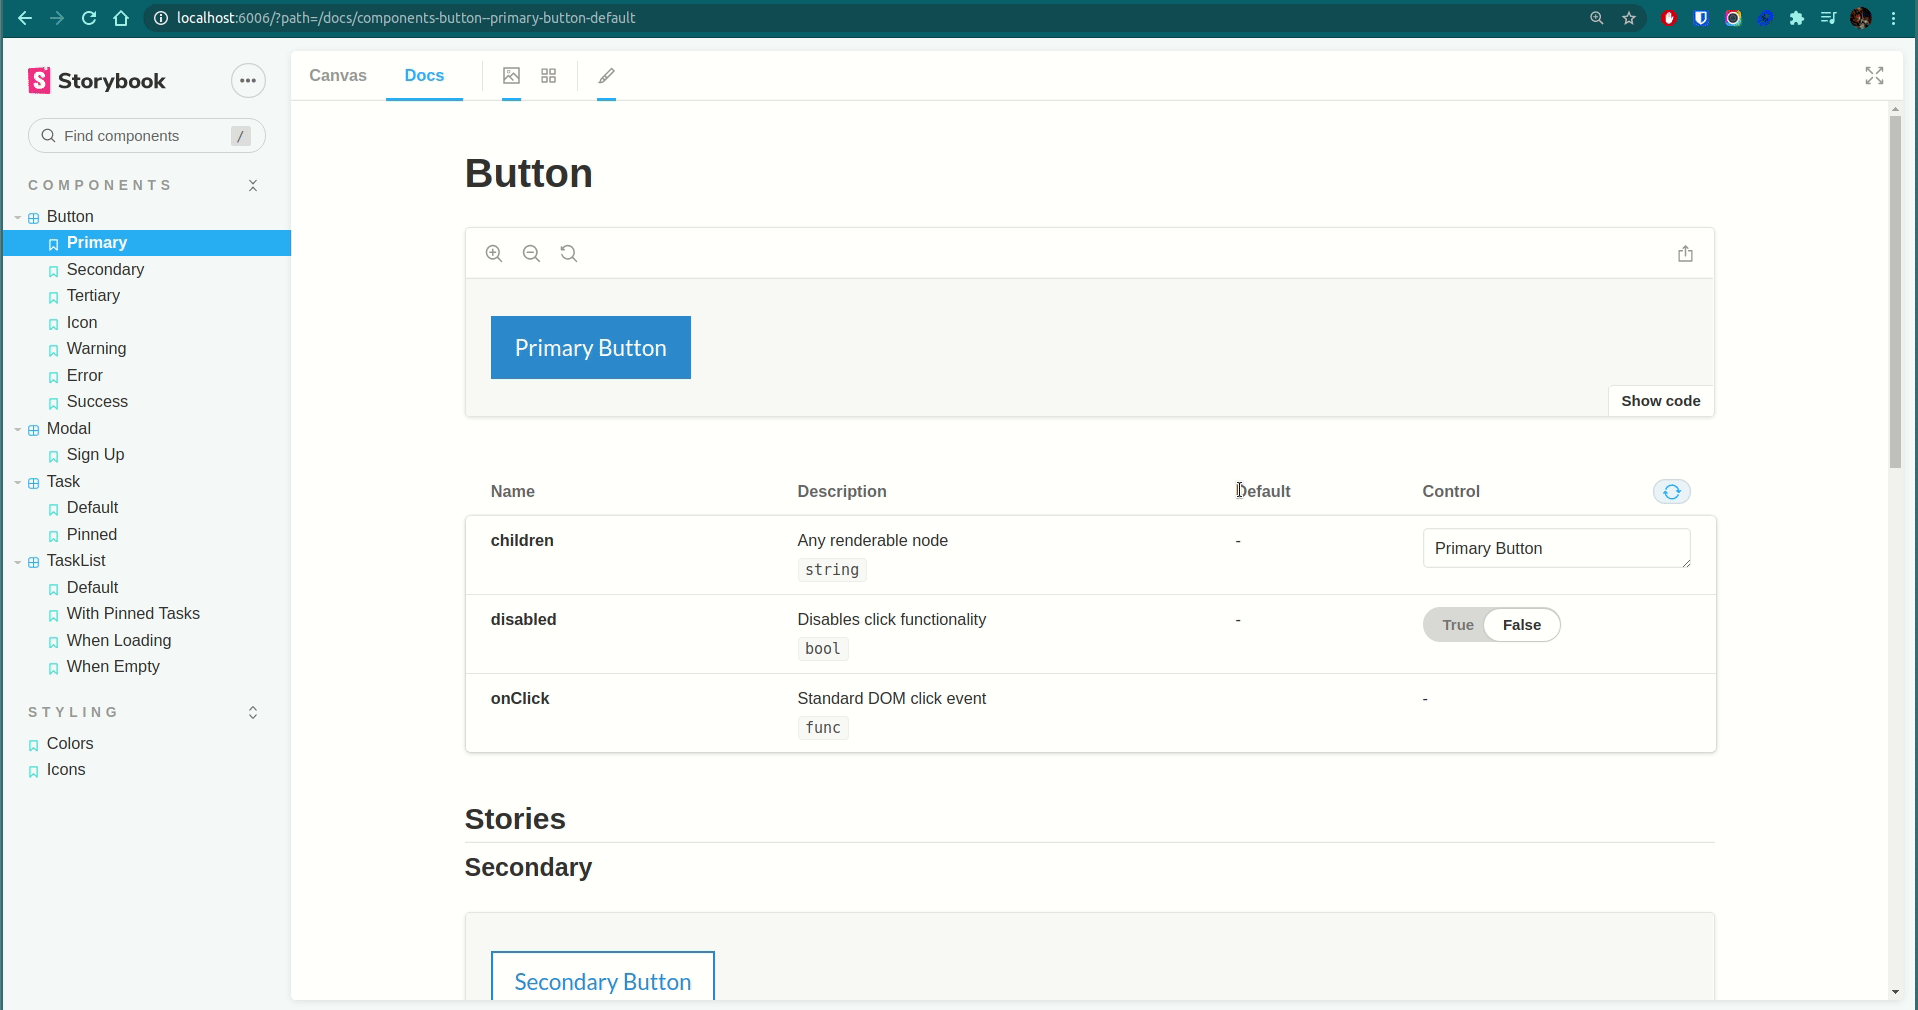 localhost:6006/?path=/docs/components-button--primary-button-default
Storybook
Find components /
COMPONENTS
Button
Primary
Secondary
Tertiary
Icon
Warning
Error
Success
Modal
Sign Up
Task
Default
Pinned
TaskList
Default
With Pinned Tasks
When Loading
When Empty
STYLING
Colors
Icons
Canvas Docs
Button
Primary Button
Show code
Name Description Default Control
children Any renderable node - Primary Button
string
disabled Disables click functionality - True False
bool
onClick Standard DOM click event -
func
Stories
Secondary
Secondary Button